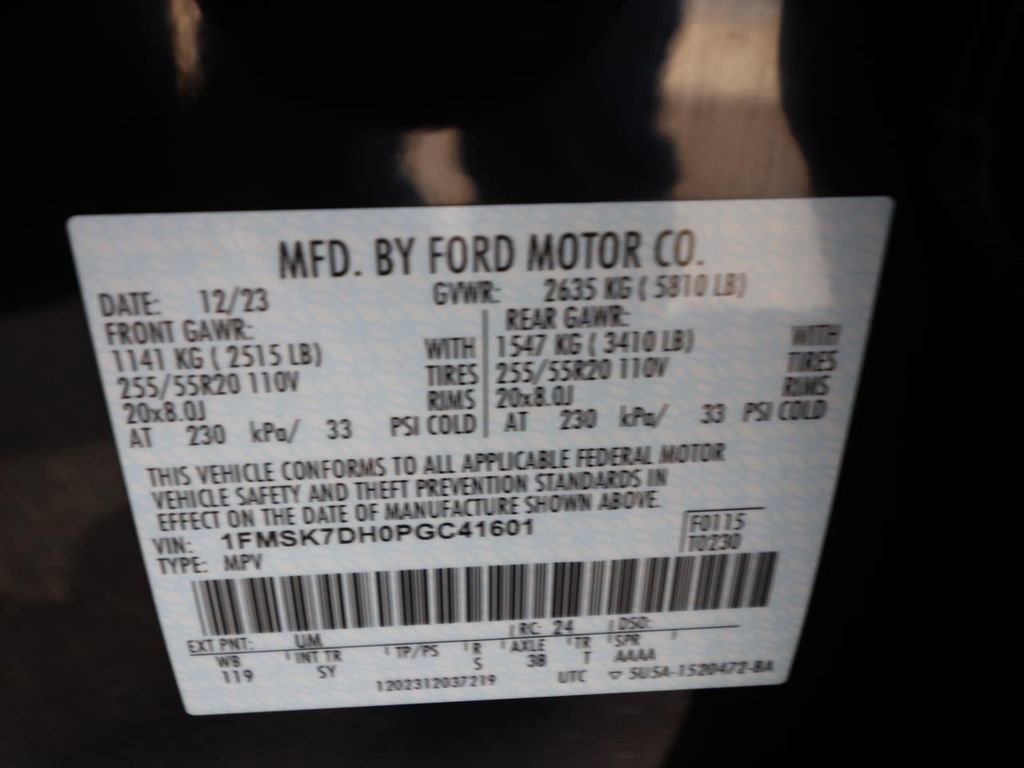 MFD. BY FORD MOTOR CO.
DATE: 12/23 GVWR: 2635 KG ( 5810 LB)
FRONT GAWR: REAR GAWR:
1141 KG ( 2515 LB) WITH 1547 KG ( 3410 LB) WITH
255/55R20 110V TIRES 255/55R20 110V TIRES
20x8.0J RIMS 20x8.0J RIMS
AT 230 kPa/ 33 PSI COLD AT 230 kPa/ 33 PSI COLD
THIS VEHICLE CONFORMS TO ALL APPLICABLE FEDERAL MOTOR
VEHICLE SAFETY AND THEFT PREVENTION STANDARDS IN
EFFECT ON THE DATE OF MANUFACTURE SHOWN ABOVE.
VIN: 1FMSK7DH0PGC41601 F0115
TYPE: MPV T0230
EXT PNT: UM RC: 24 DSO:
WB INT TR TP/PS R AXLE TR SPR
119 SY S 3B T AAAA
1202312037219 UTC ▽ 5U5A-1520472-BA